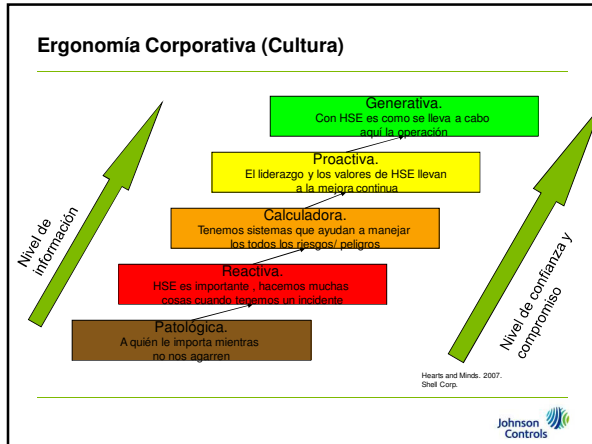 Ergonomía Corporativa (Cultura)
Generativa.
Con HSE es como se lleva a cabo
aquí la operación
Proactiva.
El liderazgo y los valores de HSE llevan
a la mejora continua
Calculadora.
Tenemos sistemas que ayudan a manejar
los todos los riesgos/ peligros
Reactiva.
HSE es importante , hacemos muchas
cosas cuando tenemos un incidente
Patológica.
A quién le importa mientras
no nos agarren
Nivel de
información
Nivel de confianza y
compromiso
Hearts and Minds. 2007.
Shell Corp.
Johnson
Controls